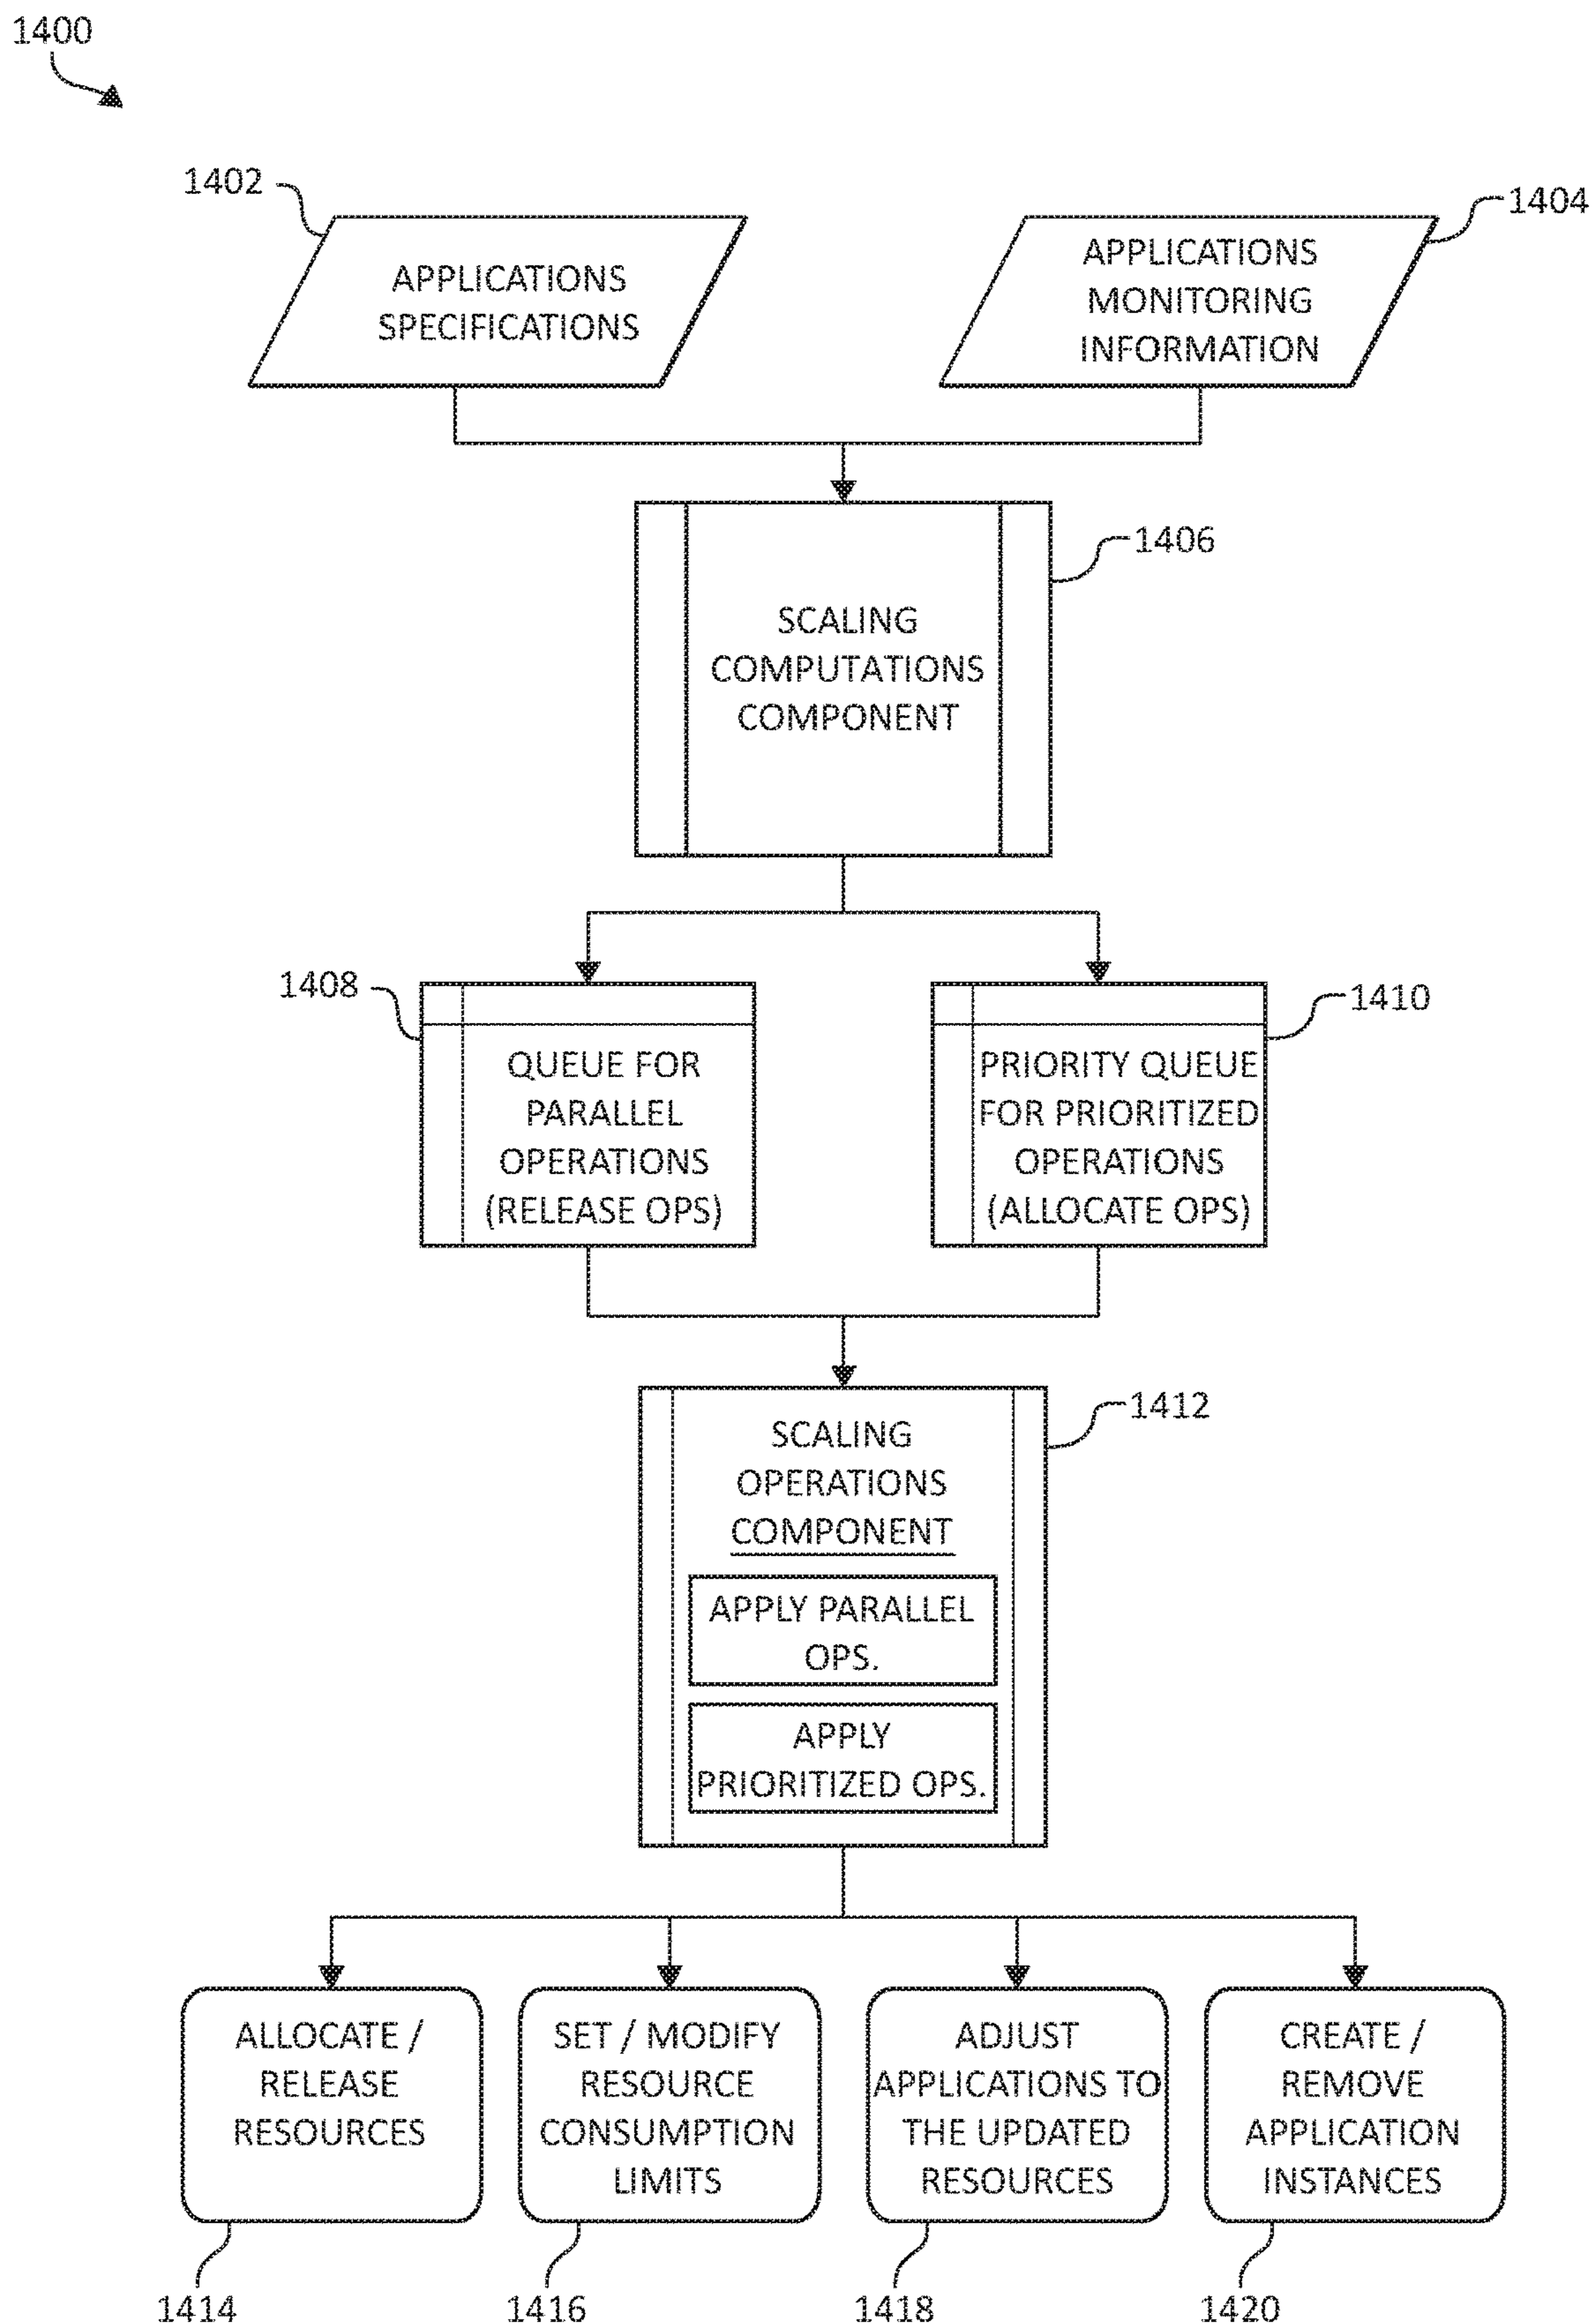 1400
1402
1404
APPLICATIONS
SPECIFICATIONS
APPLICATIONS
MONITORING
INFORMATION
1406
SCALING
COMPUTATIONS
COMPONENT
1408
1410
QUEUE FOR
PARALLEL
OPERATIONS
(RELEASE OPS)
PRIORITY QUEUE
FOR PRIORITIZED
OPERATIONS
(ALLOCATE OPS)
1412
SCALING
OPERATIONS
COMPONENT
APPLY PARALLEL
OPS.
APPLY
PRIORITIZED OPS.
ALLOCATE /
RELEASE
RESOURCES
SET / MODIFY
RESOURCE
CONSUMPTION
LIMITS
ADJUST
APPLICATIONS TO
THE UPDATED
RESOURCES
CREATE /
REMOVE
APPLICATION
INSTANCES
1414
1416
1418
1420